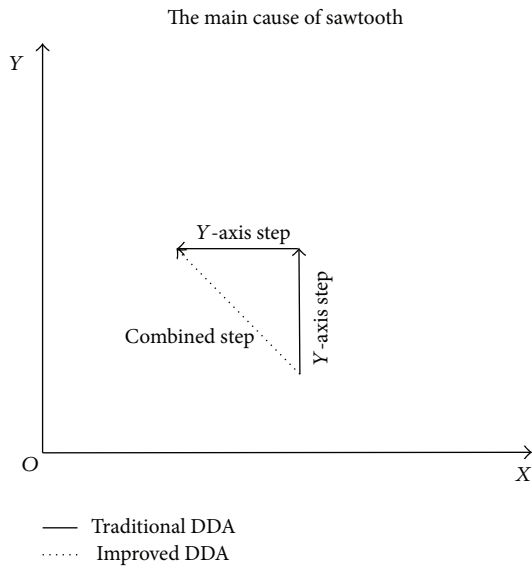 The main cause of sawtooth
Y
Y-axis step
Y-axis step
Combined step
O
X
Traditional DDA
Improved DDA